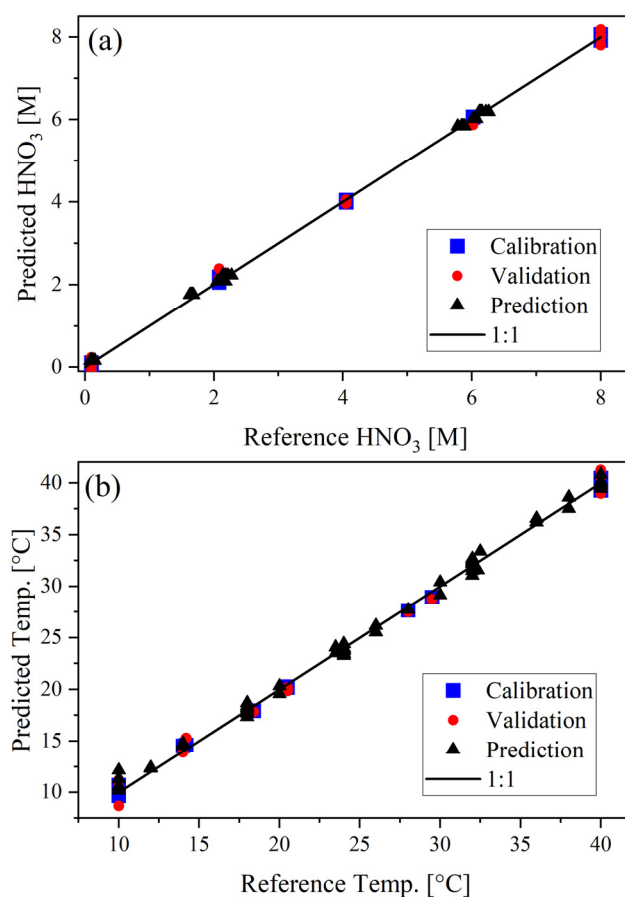 (a)
8
6
4
2
0
Predicted HNO₃ [M]
Calibration
Validation
Prediction
1:1
0 2 4 6 8
Reference HNO₃ [M]
(b)
40
35
30
25
20
15
10
Predicted Temp. [°C]
Calibration
Validation
Prediction
1:1
10 15 20 25 30 35 40
Reference Temp. [°C]